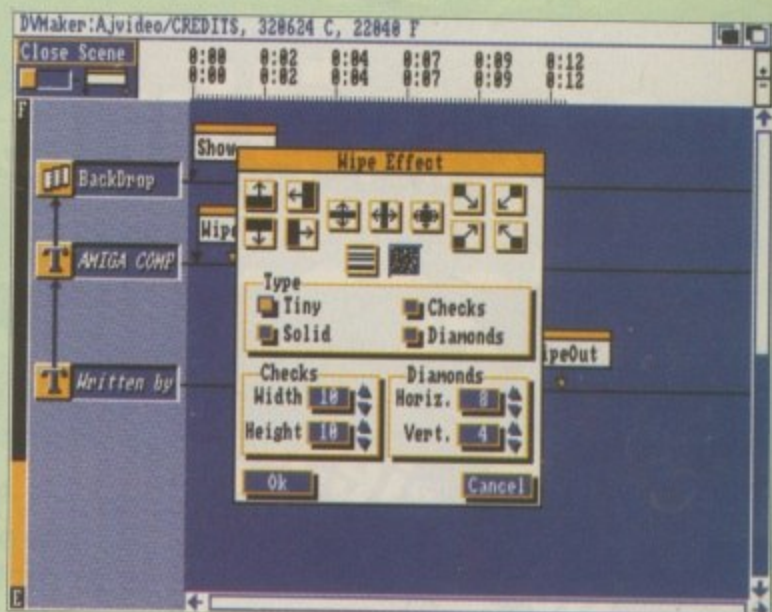 DVMaker:Ajvideo/CREDITS, 320624 C, 22040 F
Close Scene
0:00 0:02 0:04 0:07 0:09 0:12
0:00 0:02 0:04 0:07 0:09 0:12
+
-
F
Show
Wipe Effect
BackDrop
Wipe
AMIGA COMP
Type
Tiny
Checks
Solid
Diamonds
ipeOut
Written by
Checks
Diamonds
Width 10
Horiz. 8
Height 10
Vert. 4
Ok
Cancel
E